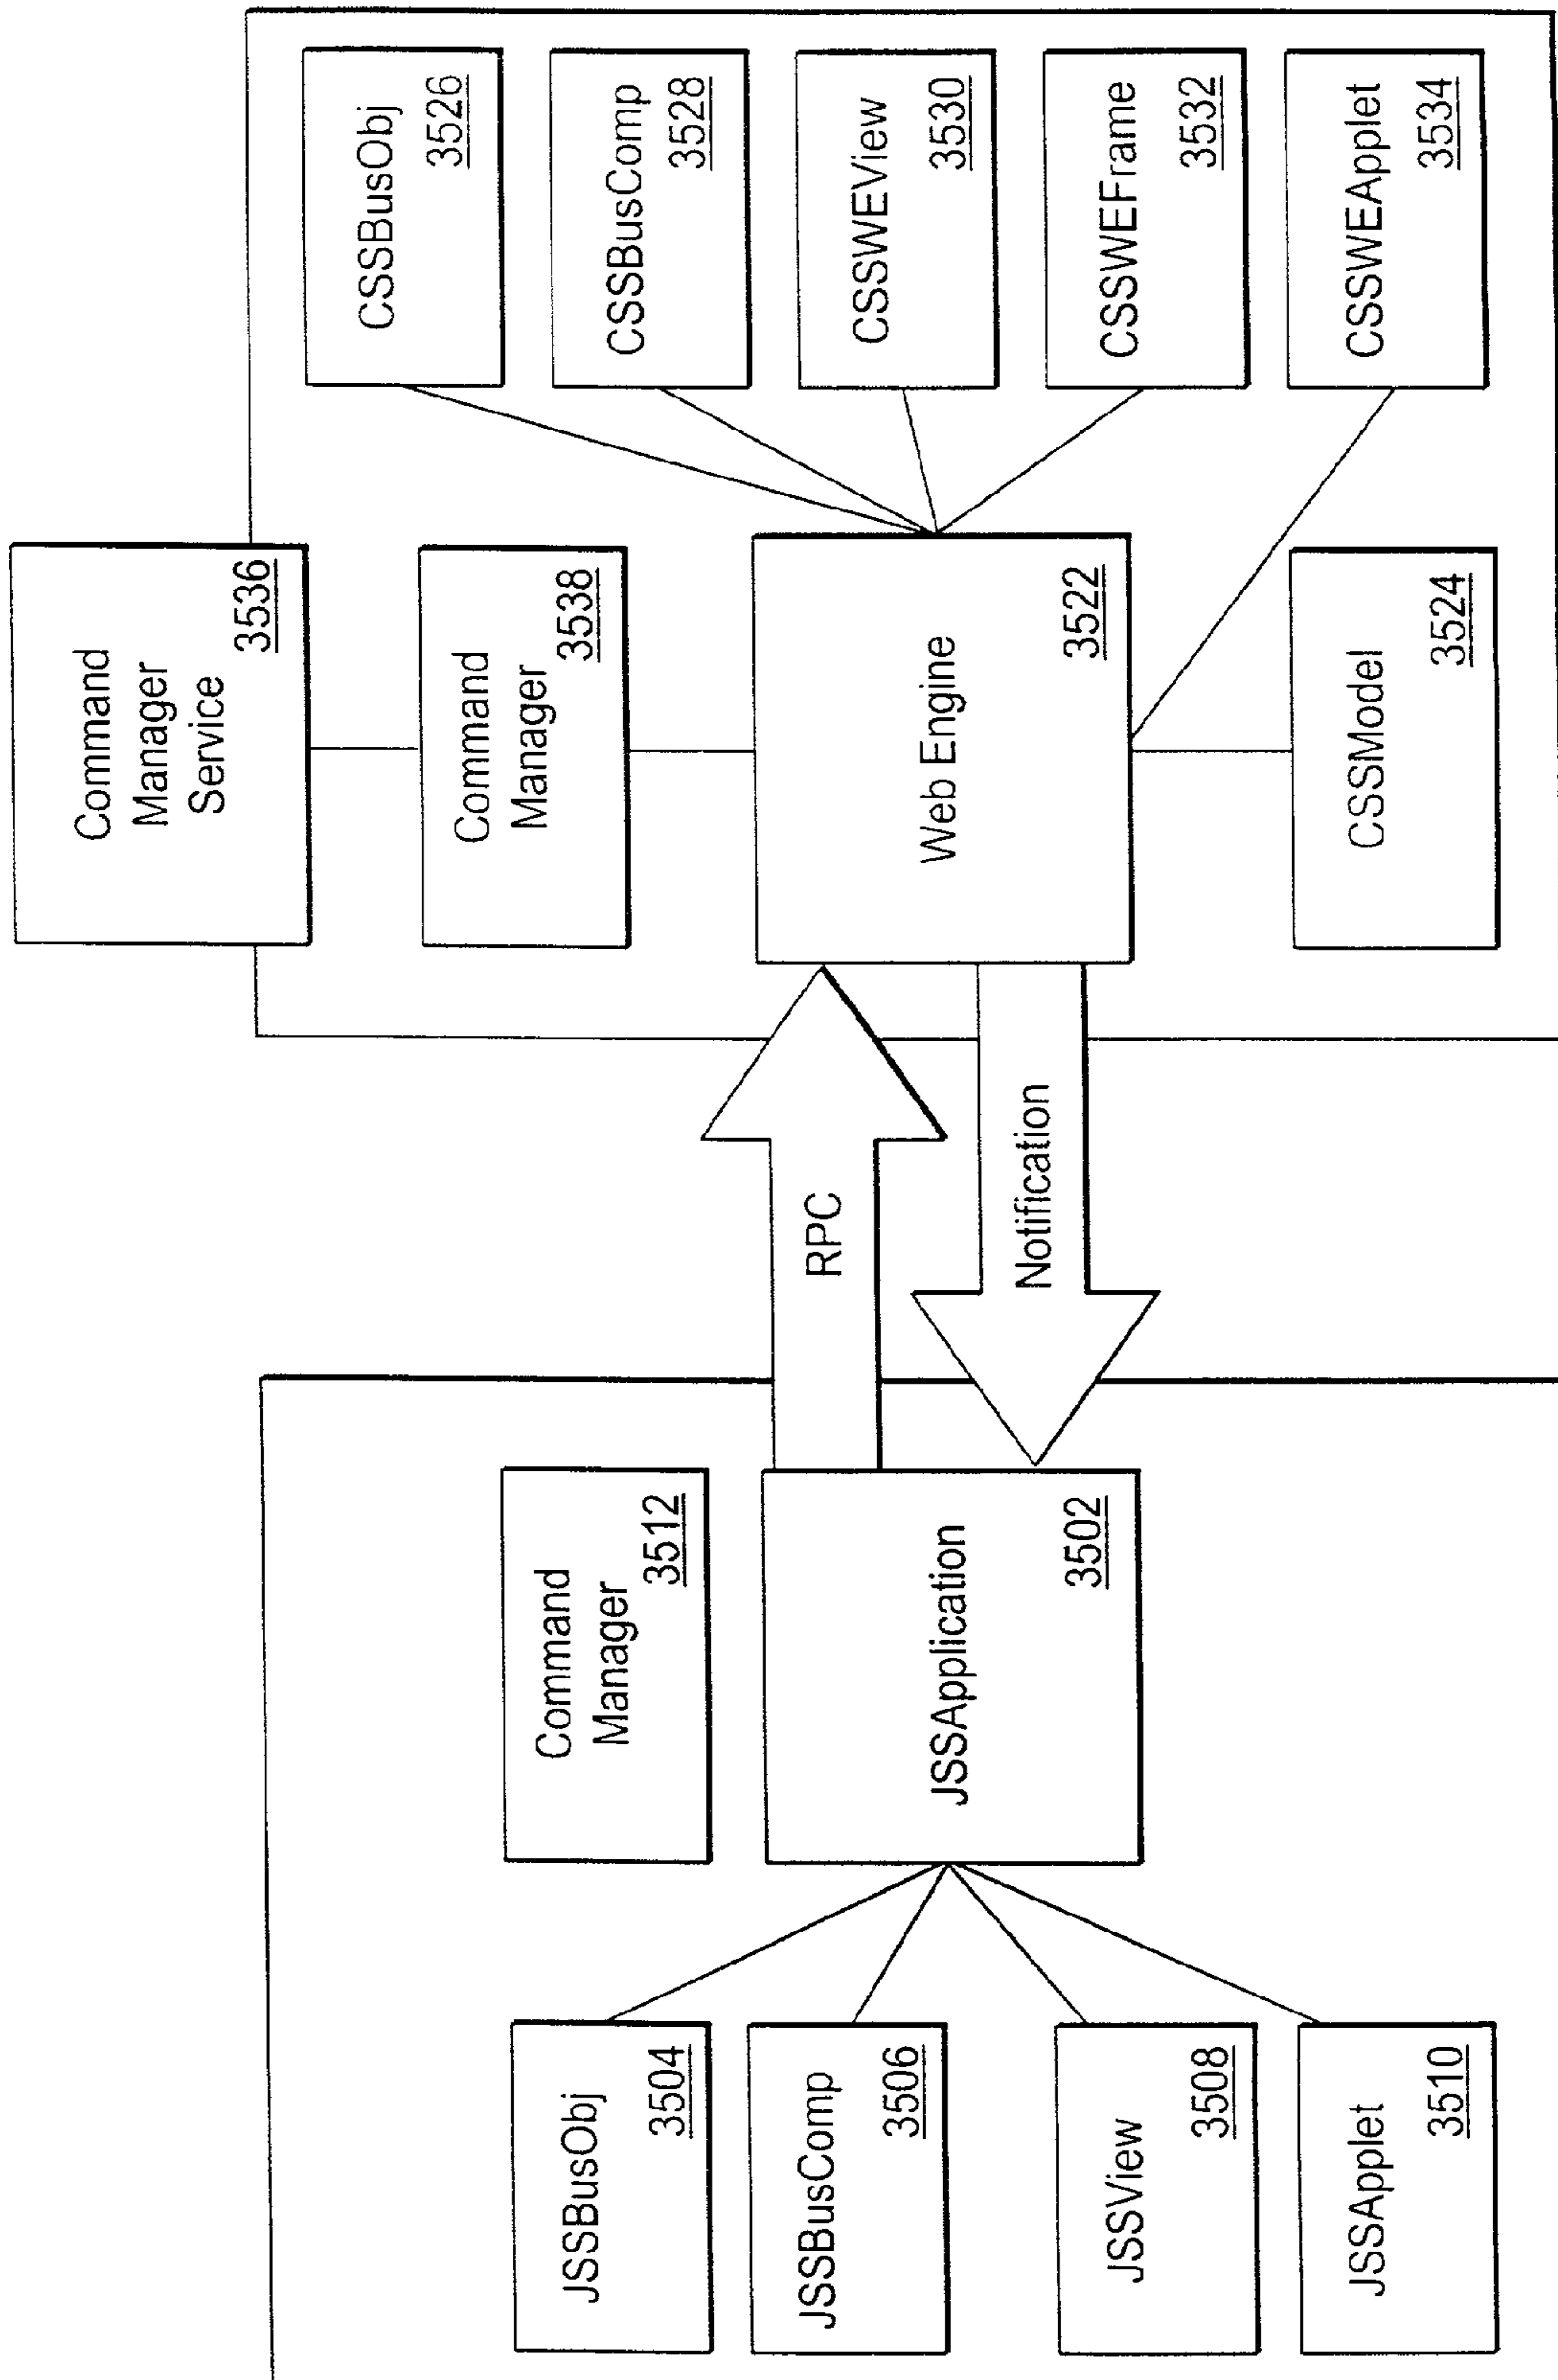 JSSBusObj
3504
JSSBusComp
3506
JSSView
3508
JSSApplet
3510
Command
Manager
3512
JSSApplication
3502
RPC
Notification
Command
Manager
Service
3536
Command
Manager
3538
Web Engine
3522
CSSModel
3524
CSSBusObj
3526
CSSBusComp
3528
CSSWEView
3530
CSSWEFrame
3532
CSSWEApplet
3534